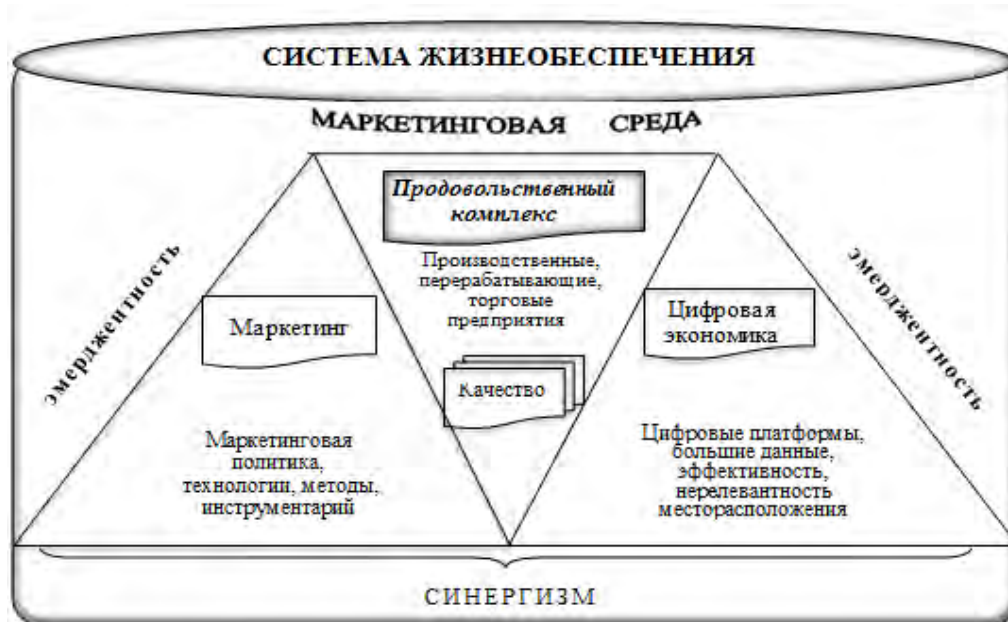 СИСТЕМА ЖИЗНЕОБЕСПЕЧЕНИЯ
МАРКЕТИНГОВАЯ СРЕДА
эмерджентность
Маркетинг
Маркетинговая
политика,
технологии, методы,
инструментарий
Продовольственный
комплекс
Производственные,
перерабатывающие,
торговые
предприятия
Качество
Цифровая
экономика
Цифровые платформы,
большие данные,
эффективность,
нерелевантность
месторасположения
эмерджентность
СИНЕРГИЗМ